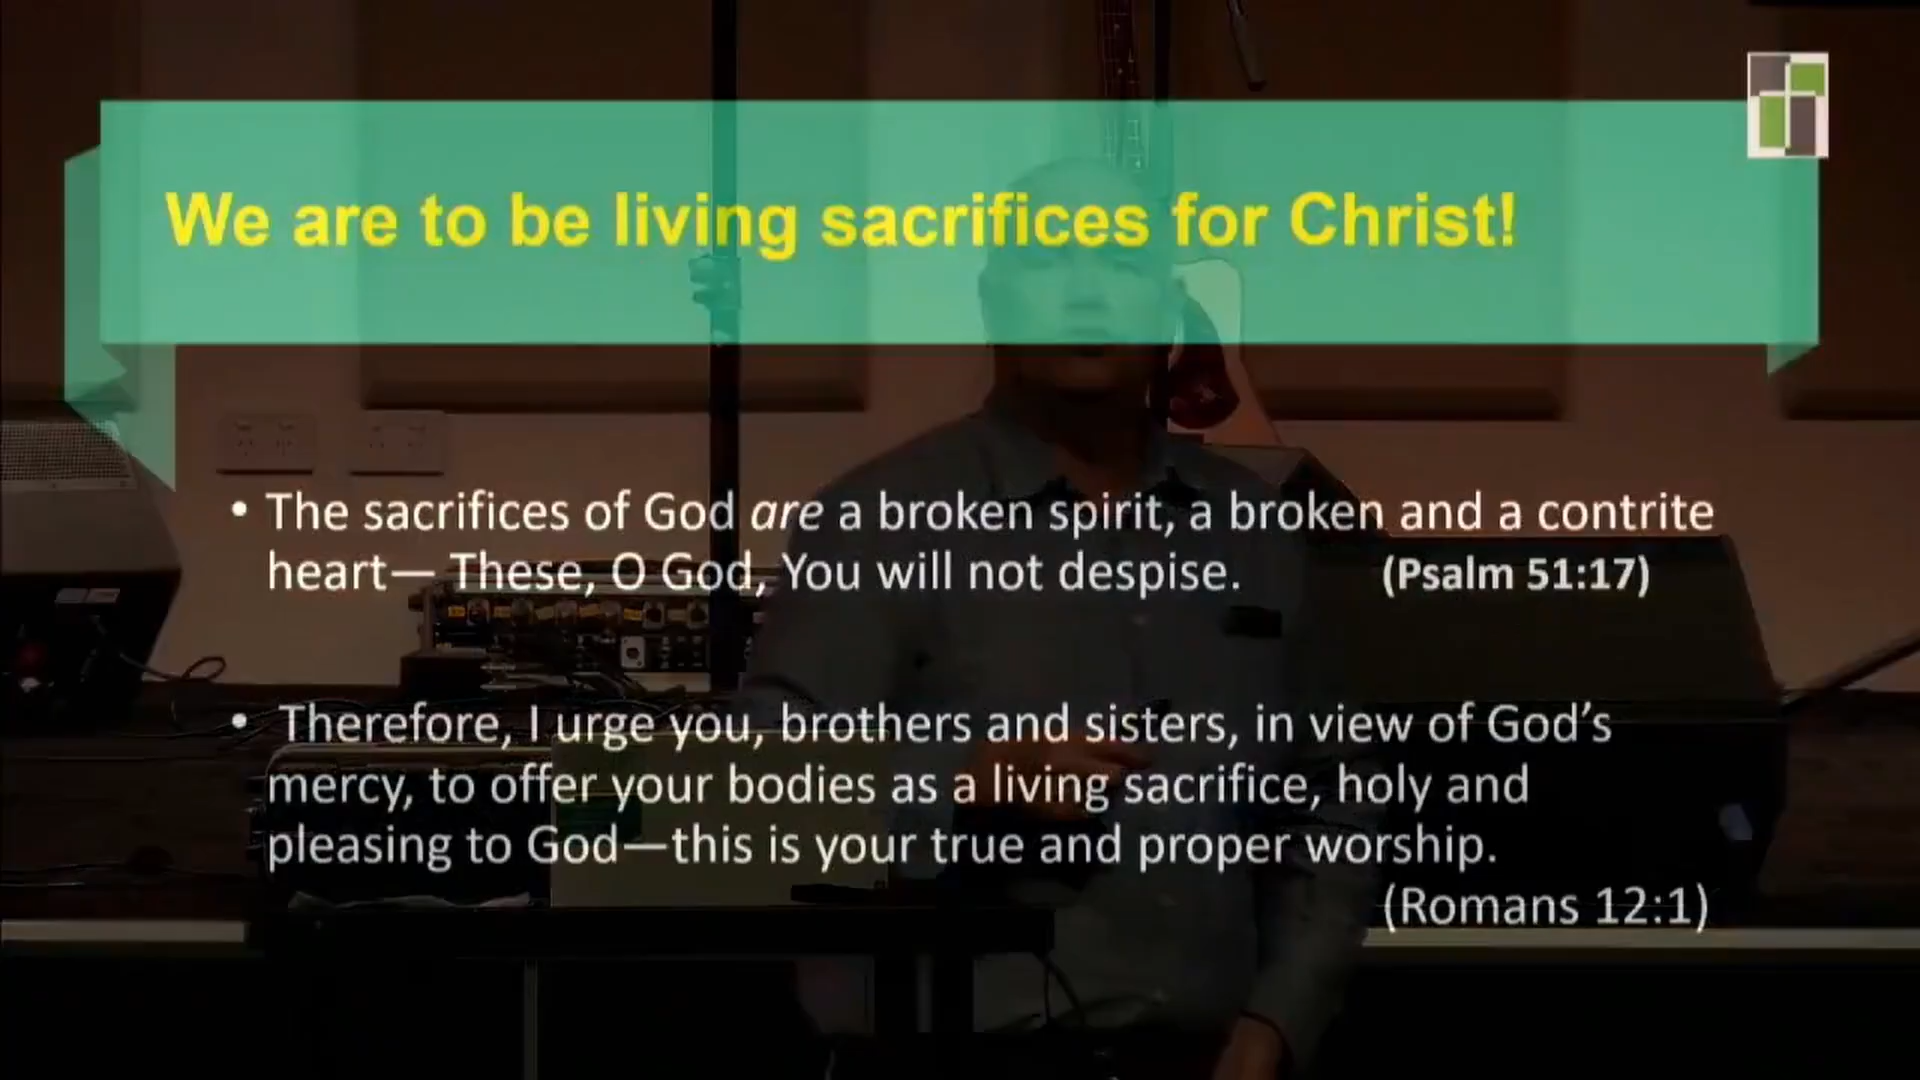 We are to be living sacrifices for Christ!
• The sacrifices of God are a broken spirit, a broken and a contrite
heart— These, O God, You will not despise. (Psalm 51:17)
• Therefore, I urge you, brothers and sisters, in view of God’s
mercy, to offer your bodies as a living sacrifice, holy and
pleasing to God—this is your true and proper worship.
(Romans 12:1)